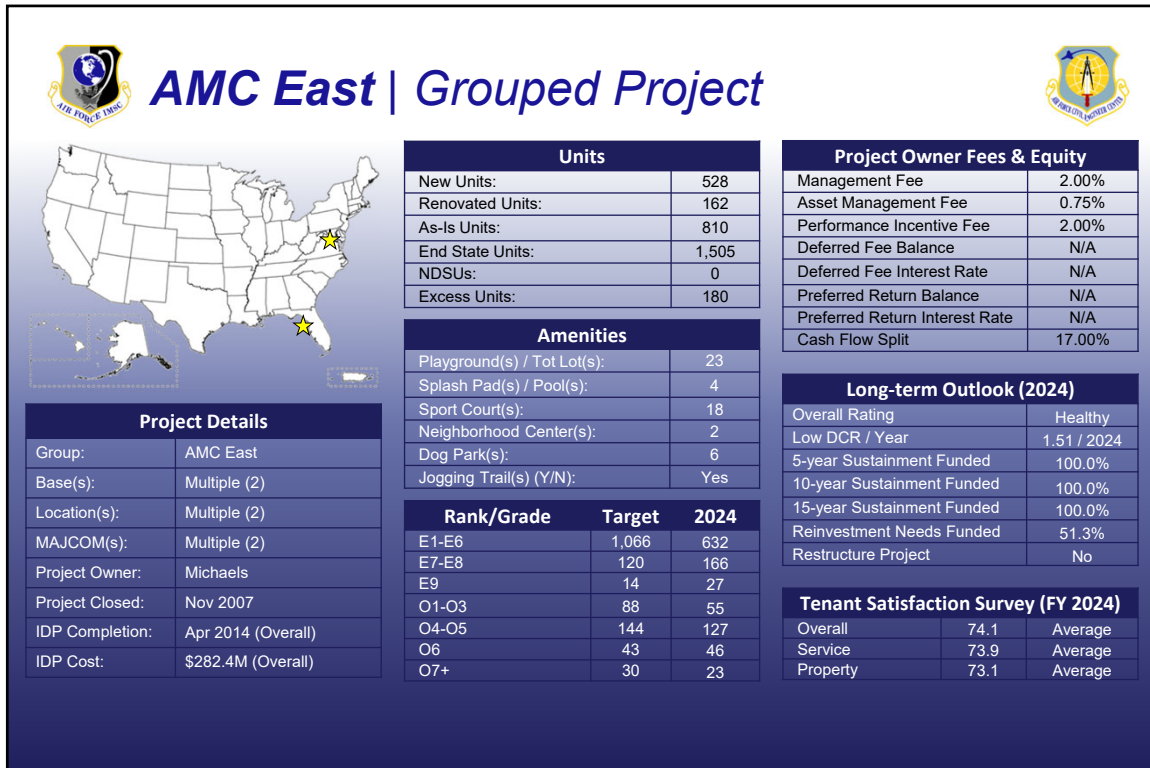 AIR FORCE IMSC
AMC East | Grouped Project
AIR FORCE CIVIL ENGINEER CENTER
Project Details
Group: AMC East
Base(s): Multiple (2)
Location(s): Multiple (2)
MAJCOM(s): Multiple (2)
Project Owner: Michaels
Project Closed: Nov 2007
IDP Completion: Apr 2014 (Overall)
IDP Cost: $282.4M (Overall)
Units
New Units: 528
Renovated Units: 162
As-Is Units: 810
End State Units: 1,505
NDSUs: 0
Excess Units: 180
Amenities
Playground(s) / Tot Lot(s): 23
Splash Pad(s) / Pool(s): 4
Sport Court(s): 18
Neighborhood Center(s): 2
Dog Park(s): 6
Jogging Trail(s) (Y/N): Yes
Rank/Grade Target 2024
E1-E6 1,066 632
E7-E8 120 166
E9 14 27
O1-O3 88 55
O4-O5 144 127
O6 43 46
O7+ 30 23
Project Owner Fees & Equity
Management Fee 2.00%
Asset Management Fee 0.75%
Performance Incentive Fee 2.00%
Deferred Fee Balance N/A
Deferred Fee Interest Rate N/A
Preferred Return Balance N/A
Preferred Return Interest Rate N/A
Cash Flow Split 17.00%
Long-term Outlook (2024)
Overall Rating Healthy
Low DCR / Year 1.51 / 2024
5-year Sustainment Funded 100.0%
10-year Sustainment Funded 100.0%
15-year Sustainment Funded 100.0%
Reinvestment Needs Funded 51.3%
Restructure Project No
Tenant Satisfaction Survey (FY 2024)
Overall 74.1 Average
Service 73.9 Average
Property 73.1 Average